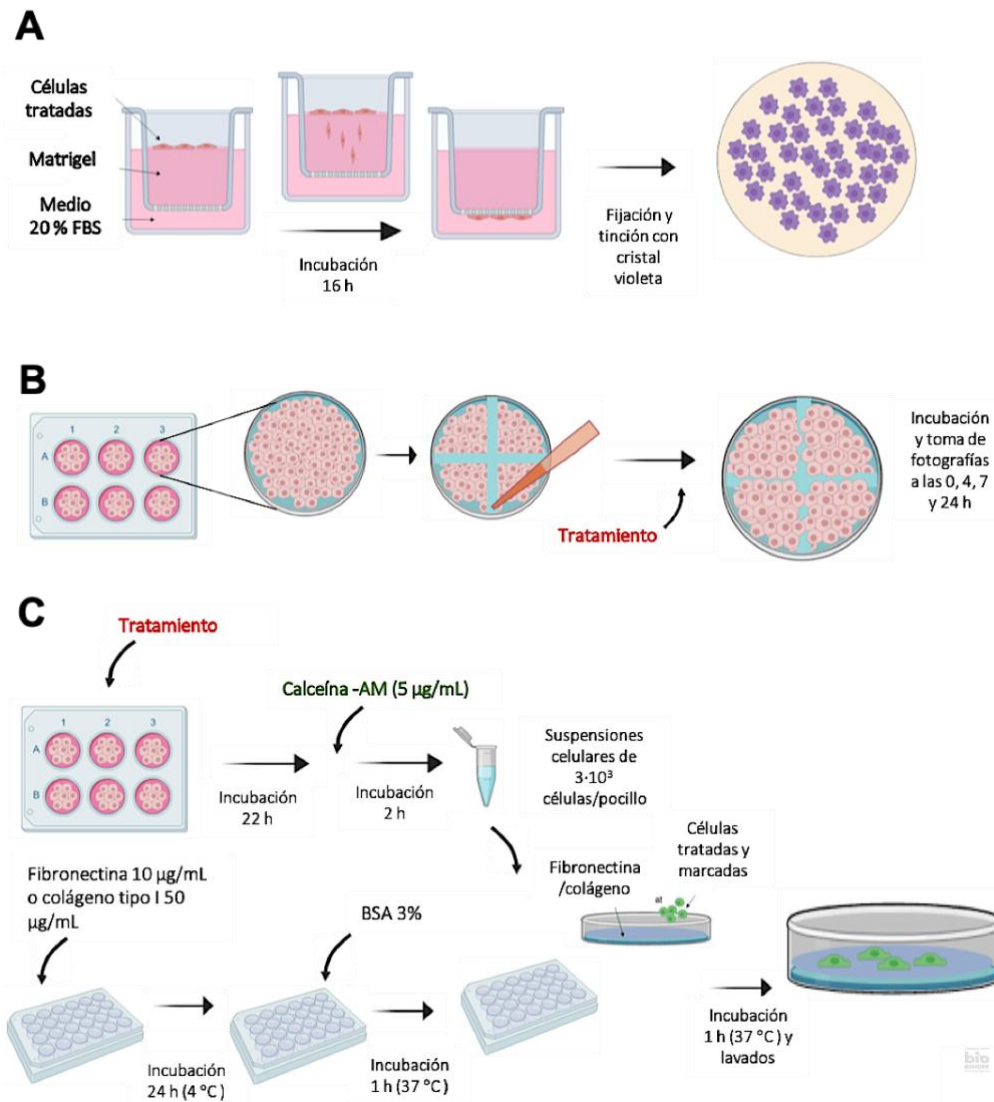 A
Células
tratadas
Matrigel
Medio
20 % FBS
Incubación
16 h
Fijación y
tinción con
cristal
violeta
B
1 2 3
A
B
Tratamiento
Incubación
y toma de
fotografías
a las 0, 4, 7
y 24 h
C
Tratamiento
1 2 3
A
B
Incubación
22 h
Calceína -AM (5 µg/mL)
Incubación
2 h
Suspensiones
celulares de
3·10³
células/pocillo
Fibronectina 10 µg/mL
o colágeno tipo I 50
µg/mL
Incubación
24 h (4 °C)
BSA 3%
Incubación
1 h (37 °C)
Fibronectina
/colágeno
Células
tratadas y
marcadas
Incubación
1 h (37 °C) y
lavados
bio